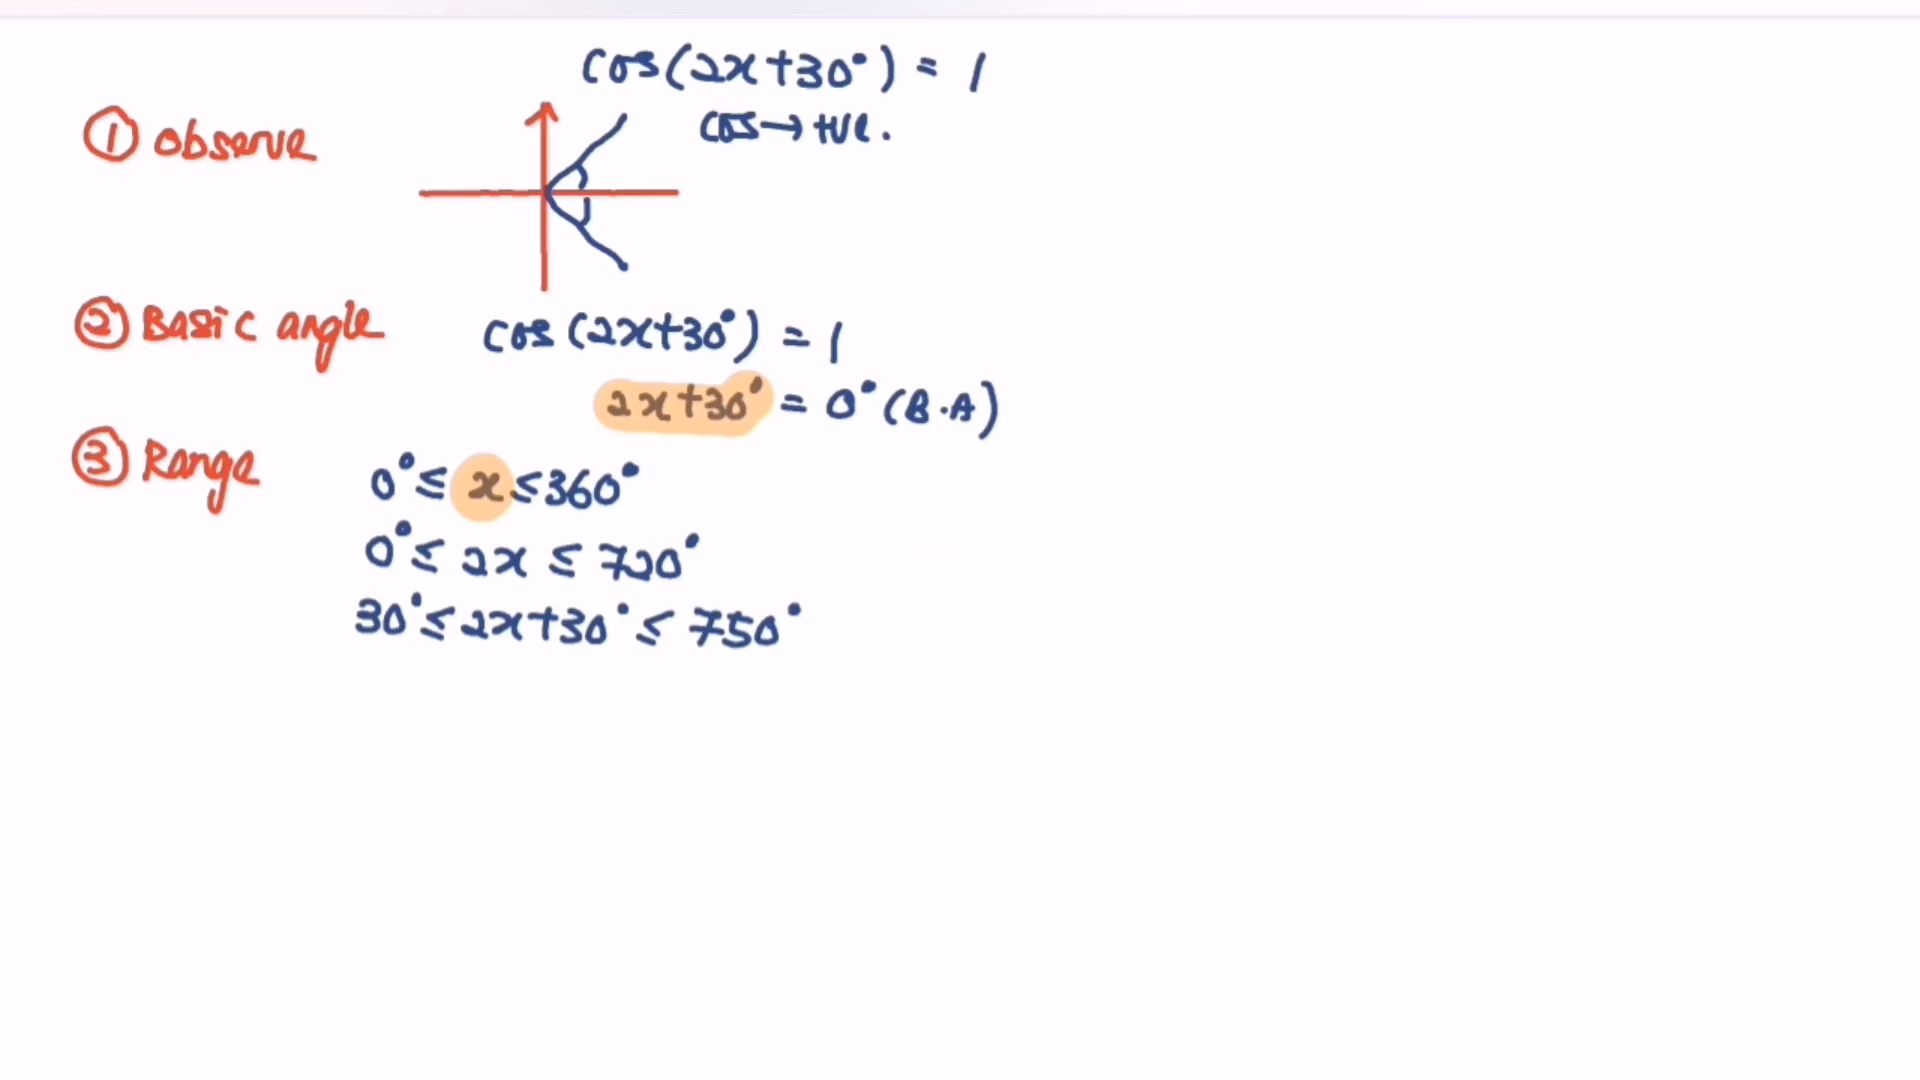 cos(2x+30°) = 1
① observe
cos→+ve.
② Basic angle
cos(2x+30°) = 1
2x+30° = 0° (B.A)
③ Range
0° ≤ x ≤ 360°
0° ≤ 2x ≤ 720°
30° ≤ 2x+30° ≤ 750°